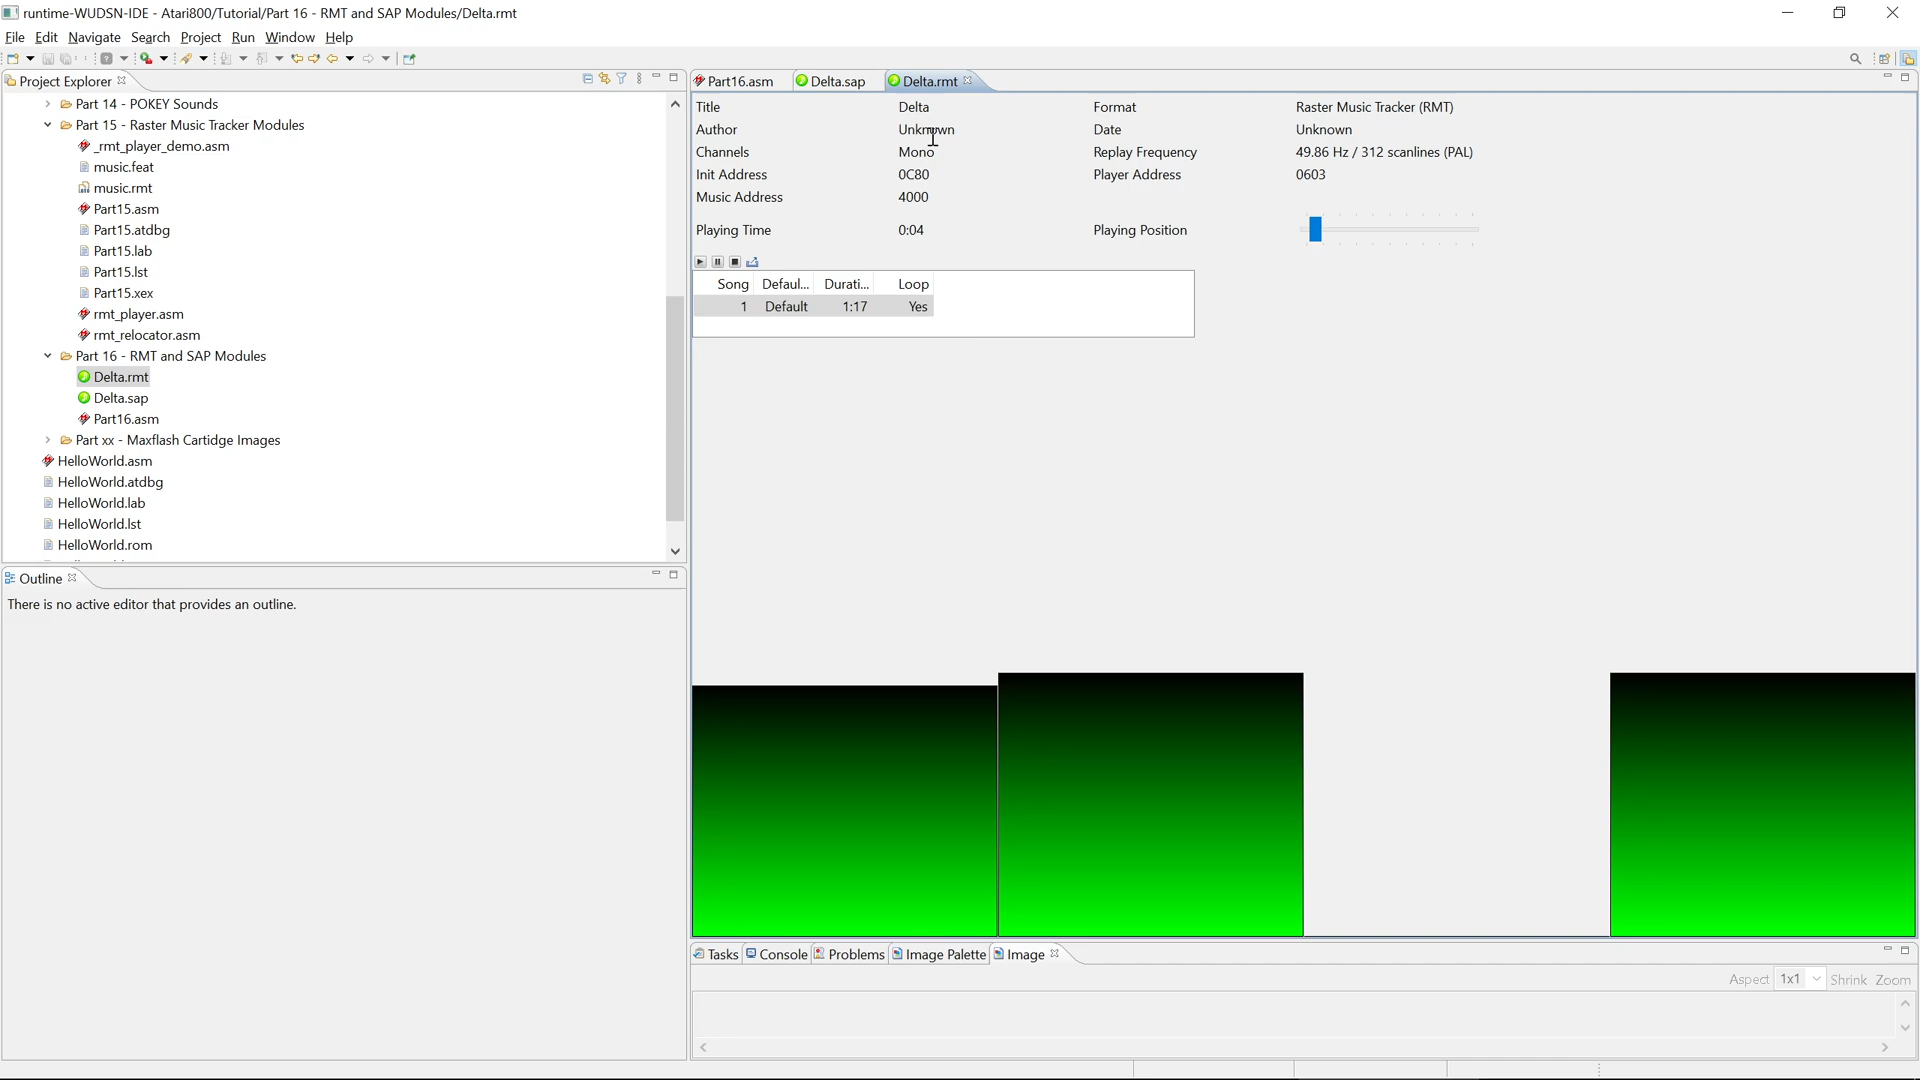 runtime-WUDSN-IDE - Atari800/Tutorial/Part 16 - RMT and SAP Modules/Delta.rmt
File Edit Navigate Search Project Run Window Help
Project Explorer
Part 14 - POKEY Sounds
Part 15 - Raster Music Tracker Modules
_rmt_player_demo.asm
music.feat
music.rmt
Part15.asm
Part15.atdbg
Part15.lab
Part15.lst
Part15.xex
rmt_player.asm
rmt_relocator.asm
Part 16 - RMT and SAP Modules
Delta.rmt
Delta.sap
Part16.asm
Part xx - Maxflash Cartidge Images
HelloWorld.asm
HelloWorld.atdbg
HelloWorld.lab
HelloWorld.lst
HelloWorld.rom
Outline
There is no active editor that provides an outline.
Part16.asm Delta.sap Delta.rmt
Title Delta Format Raster Music Tracker (RMT)
Author Unknown Date Unknown
Channels Mono Replay Frequency 49.86 Hz / 312 scanlines (PAL)
Init Address 0C80 Player Address 0603
Music Address 4000
Playing Time 0:04 Playing Position
Song Defaul... Durati... Loop
1 Default 1:17 Yes
Tasks Console Problems Image Palette Image
Aspect 1x1 Shrink Zoom